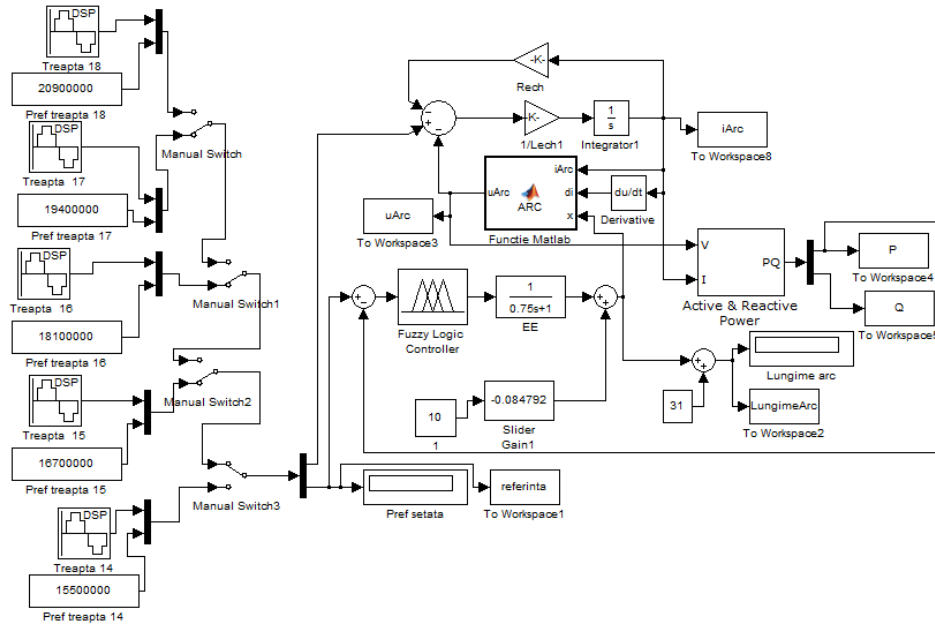 DSP
Treapta 18
20900000
Pref treapta 18
DSP
Treapta 17
19400000
Pref treapta 17
DSP
Treapta 16
18100000
Pref treapta 16
DSP
Treapta 15
16700000
Pref treapta 15
DSP
Treapta 14
15500000
Pref treapta 14
Manual Switch
Manual Switch1
Manual Switch2
Manual Switch3
-K-
Rech
K-
1/Lech1
1
s
Integrator1
iArc
To Workspace8
iArc
di
x
uArc
ARC
Functie Matlab
du/dt
Derivative
uArc
To Workspace3
V
I
PQ
Active & Reactive
Power
P
To Workspace4
Q
To Workspace5
Fuzzy Logic
Controller
1
0.75s+1
EE
10
1
-0.084792
Slider
Gain1
31
Lungime arc
LungimeArc
To Workspace2
Pref setata
referinta
To Workspace1